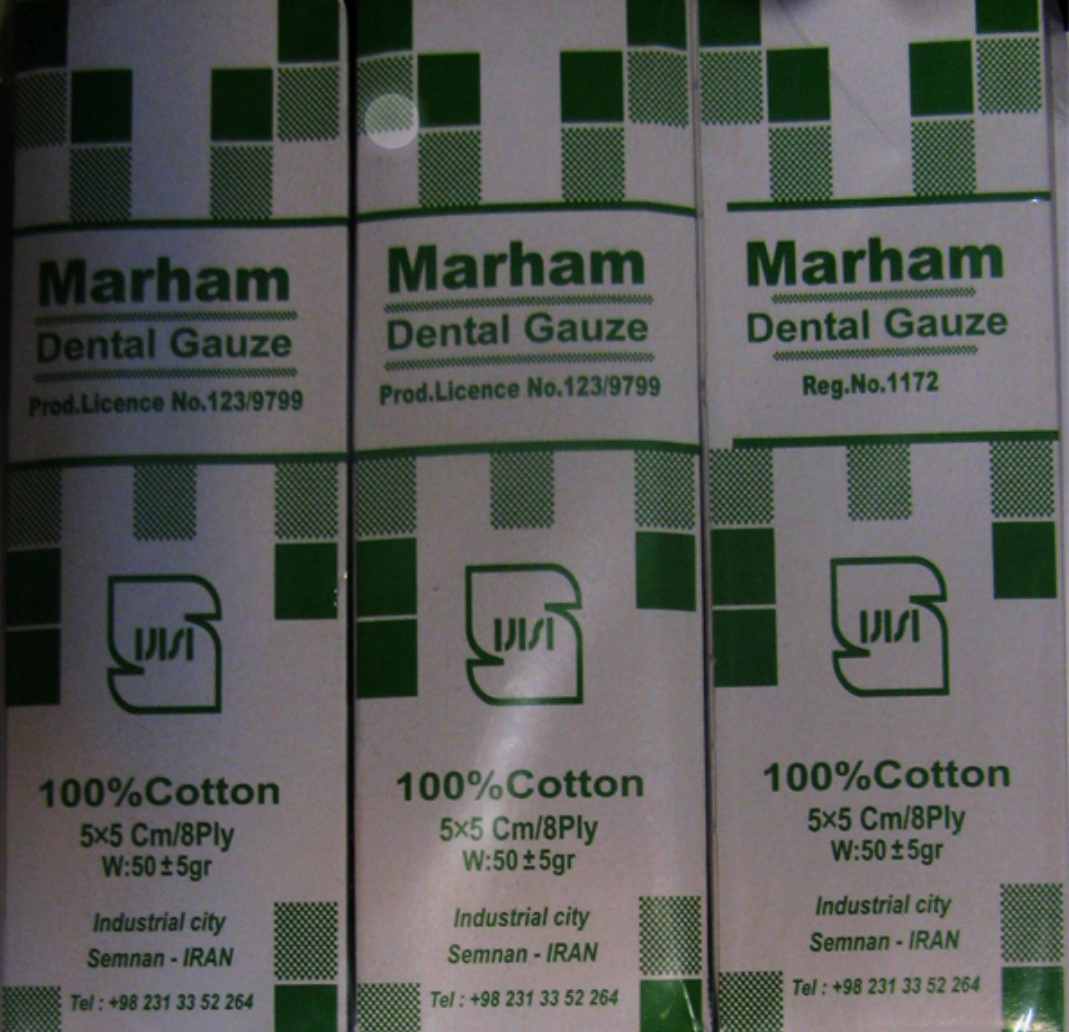 Marham
Dental Gauze
Prod.Licence No.123/9799
100%Cotton
5×5 Cm/8Ply
W:50±5gr
Industrial city
Semnan - IRAN
Tel : +98 231 33 52 264
Marham
Dental Gauze
Prod.Licence No.123/9799
100%Cotton
5×5 Cm/8Ply
W:50±5gr
Industrial city
Semnan - IRAN
Tel : +98 231 33 52 264
Marham
Dental Gauze
Reg.No.1172
100%Cotton
5×5 Cm/8Ply
W:50±5gr
Industrial city
Semnan - IRAN
Tel : +98 231 33 52 264